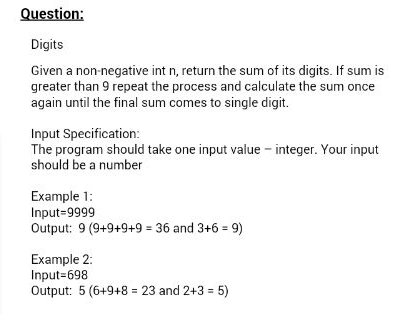 Question:
Digits
Given a non-negative int n, return the sum of its digits. If sum is
greater than 9 repeat the process and calculate the sum once
again until the final sum comes to single digit.
Input Specification:
The program should take one input value – integer. Your input
should be a number
Example 1:
Input=9999
Output: 9 (9+9+9+9 = 36 and 3+6 = 9)
Example 2:
Input=698
Output: 5 (6+9+8 = 23 and 2+3 = 5)